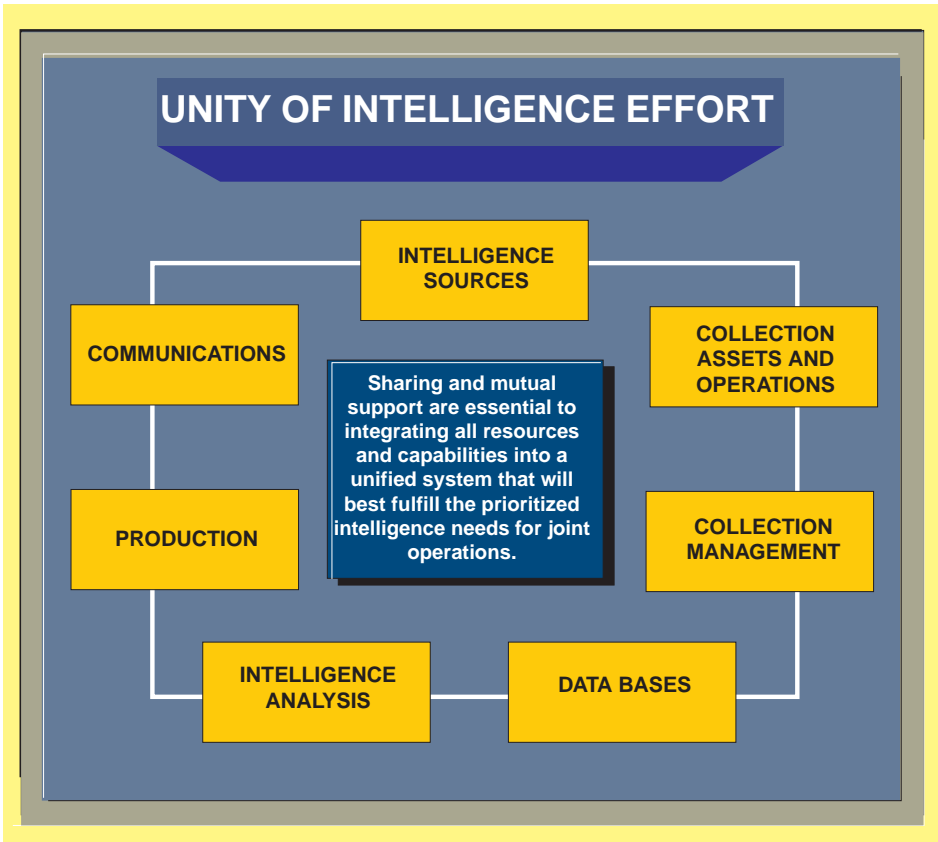 UNITY OF INTELLIGENCE EFFORT
INTELLIGENCE
SOURCES
COMMUNICATIONS
COLLECTION
ASSETS AND
OPERATIONS
Sharing and mutual
support are essential to
integrating all resources
and capabilities into a
unified system that will
best fulfill the prioritized
intelligence needs for joint
operations.
PRODUCTION
COLLECTION
MANAGEMENT
INTELLIGENCE
ANALYSIS
DATA BASES